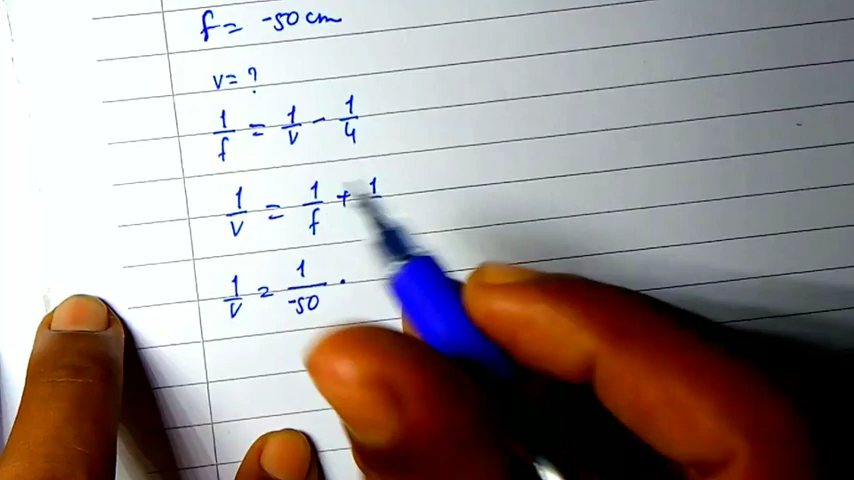 f = -50 cm
v = ?
1/f = 1/v - 1/u
1/v = 1/f + 1
1/v = 1/-50